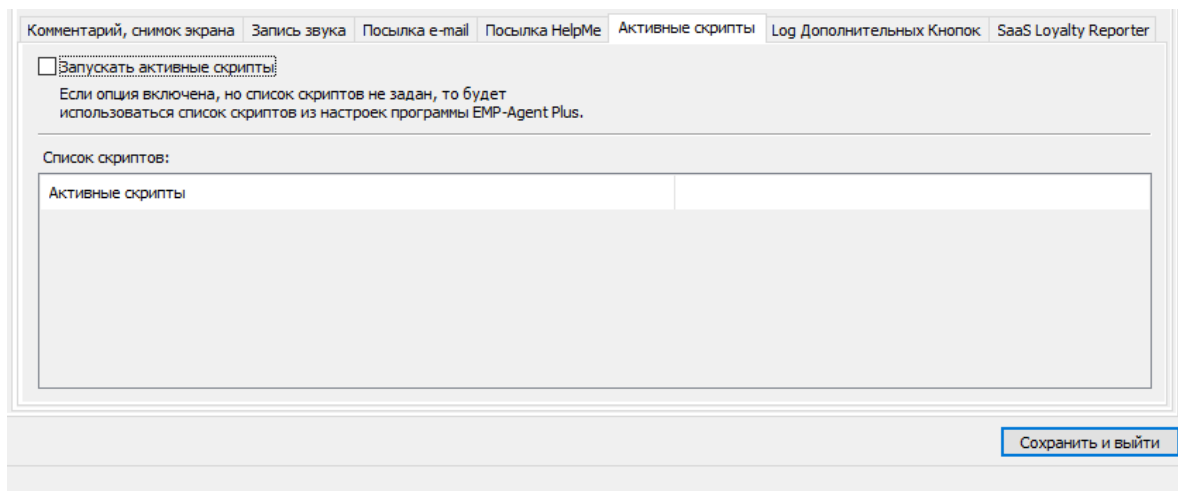 Комментарий, снимок экрана Запись звука Посылка e-mail Посылка HelpMe Активные скрипты Log Дополнительных Кнопок SaaS Loyalty Reporter
Запускать активные скрипты
Если опция включена, но список скриптов не задан, то будет
использоваться список скриптов из настроек программы EMP-Agent Plus.
Список скриптов:
Активные скрипты
Сохранить и выйти